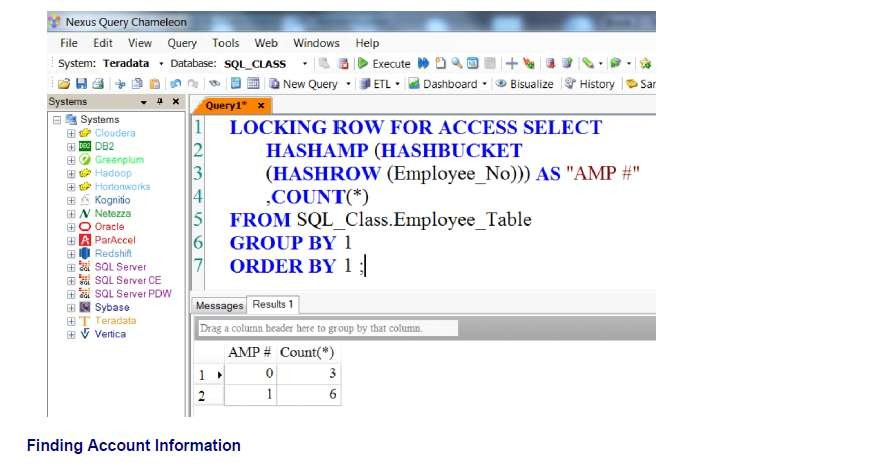 Nexus Query Chameleon
File Edit View Query Tools Web Windows Help
System: Teradata Database: SQL_CLASS Execute
New Query ETL Dashboard Bisualize History Sar
Systems
Query1* x
Systems
Cloudera
DB2
Greenplum
Hadoop
Hortonworks
Kognitio
Netezza
Oracle
ParAccel
Redshift
SQL Server
SQL Server CE
SQL Server PDW
Sybase
Teradata
Vertica
1 LOCKING ROW FOR ACCESS SELECT
2 HASHAMP (HASHBUCKET
3 (HASHROW (Employee_No))) AS "AMP #"
4 ,COUNT(*)
5 FROM SQL_Class.Employee_Table
6 GROUP BY 1
7 ORDER BY 1 ;
Messages Results 1
Drag a column header here to group by that column.
AMP # Count(*)
1 0 3
2 1 6
Finding Account Information